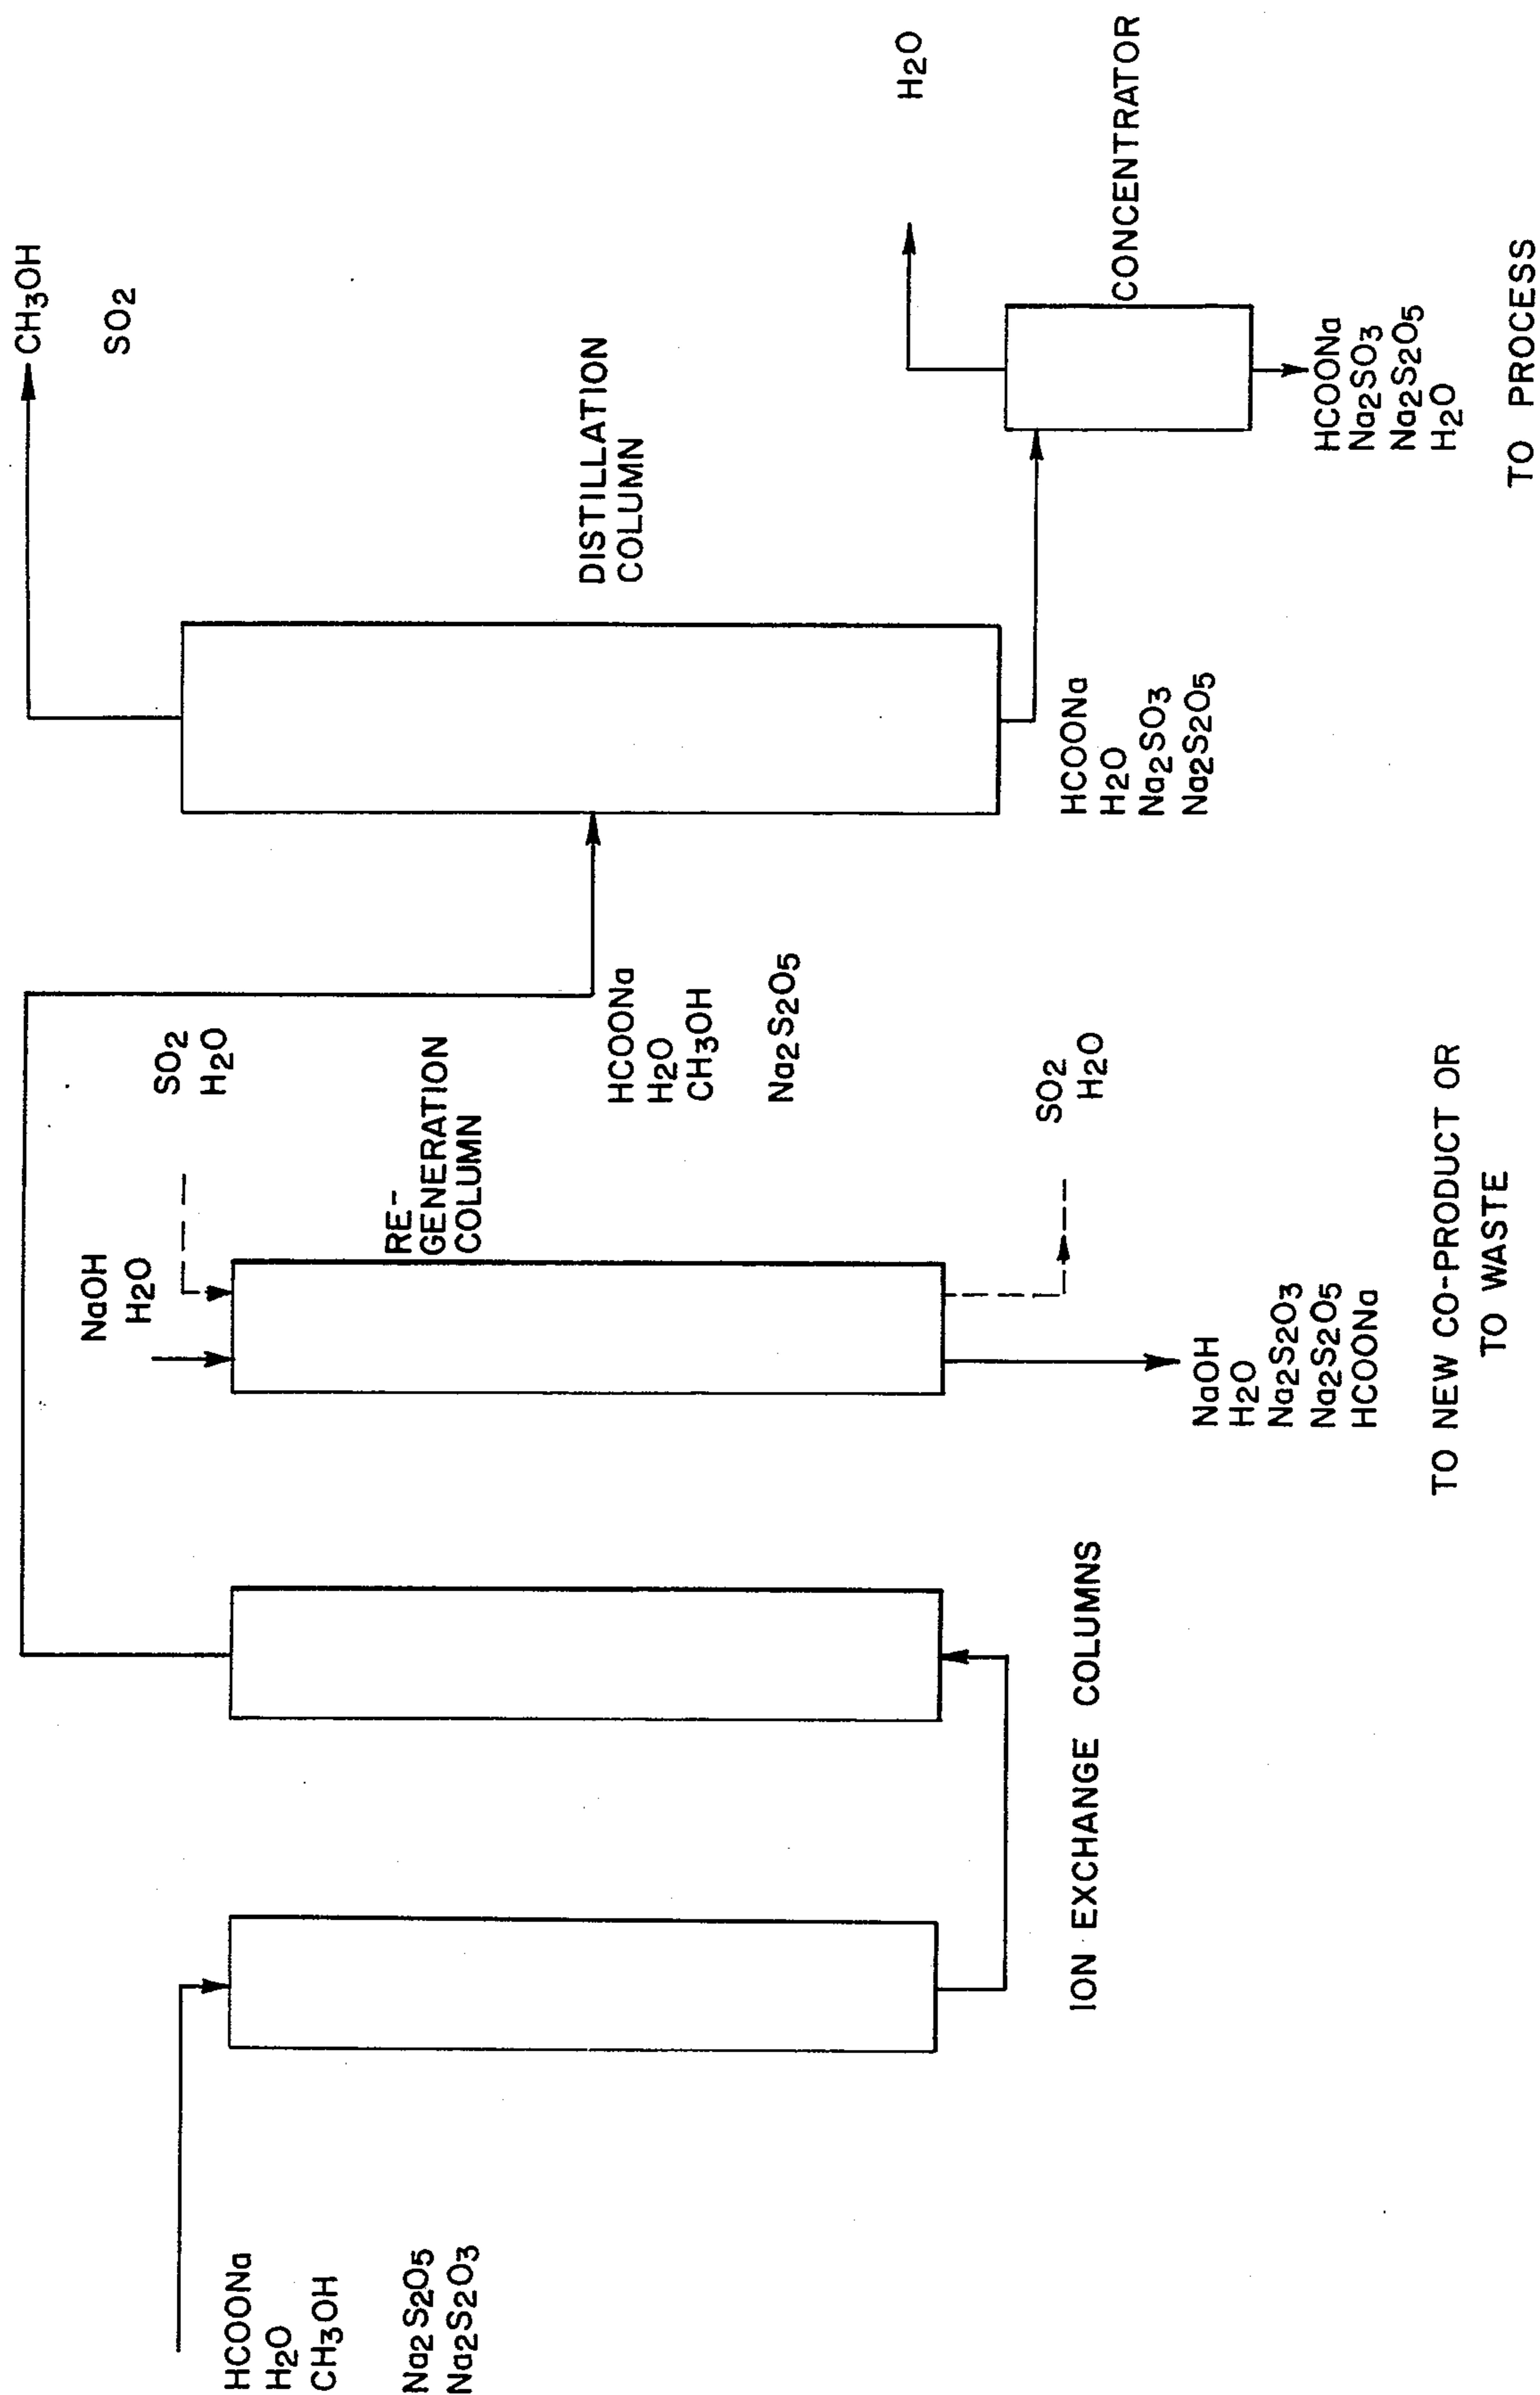 HCOONa
H2O
CH3OH
Na2S2O5
Na2S2O3
ION EXCHANGE COLUMNS
NaOH
H2O
SO2
H2O
RE-
GENERATION
COLUMN
SO2
H2O
NaOH
H2O
Na2S2O3
Na2S2O5
HCOONa
TO NEW CO-PRODUCT OR
TO WASTE
HCOONa
H2O
CH3OH
Na2S2O5
CH3OH
SO2
DISTILLATION
COLUMN
HCOONa
H2O
Na2SO3
Na2S2O5
H2O
CONCENTRATOR
HCOONa
Na2SO3
Na2S2O5
H2O
TO PROCESS